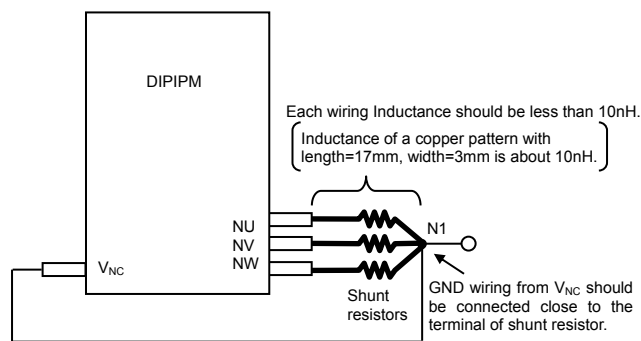 DIPIPM
Each wiring Inductance should be less than 10nH.
Inductance of a copper pattern with
length=17mm, width=3mm is about 10nH.
NU
NV
NW
N1
VNC
Shunt
resistors
GND wiring from VNC should
be connected close to the
terminal of shunt resistor.